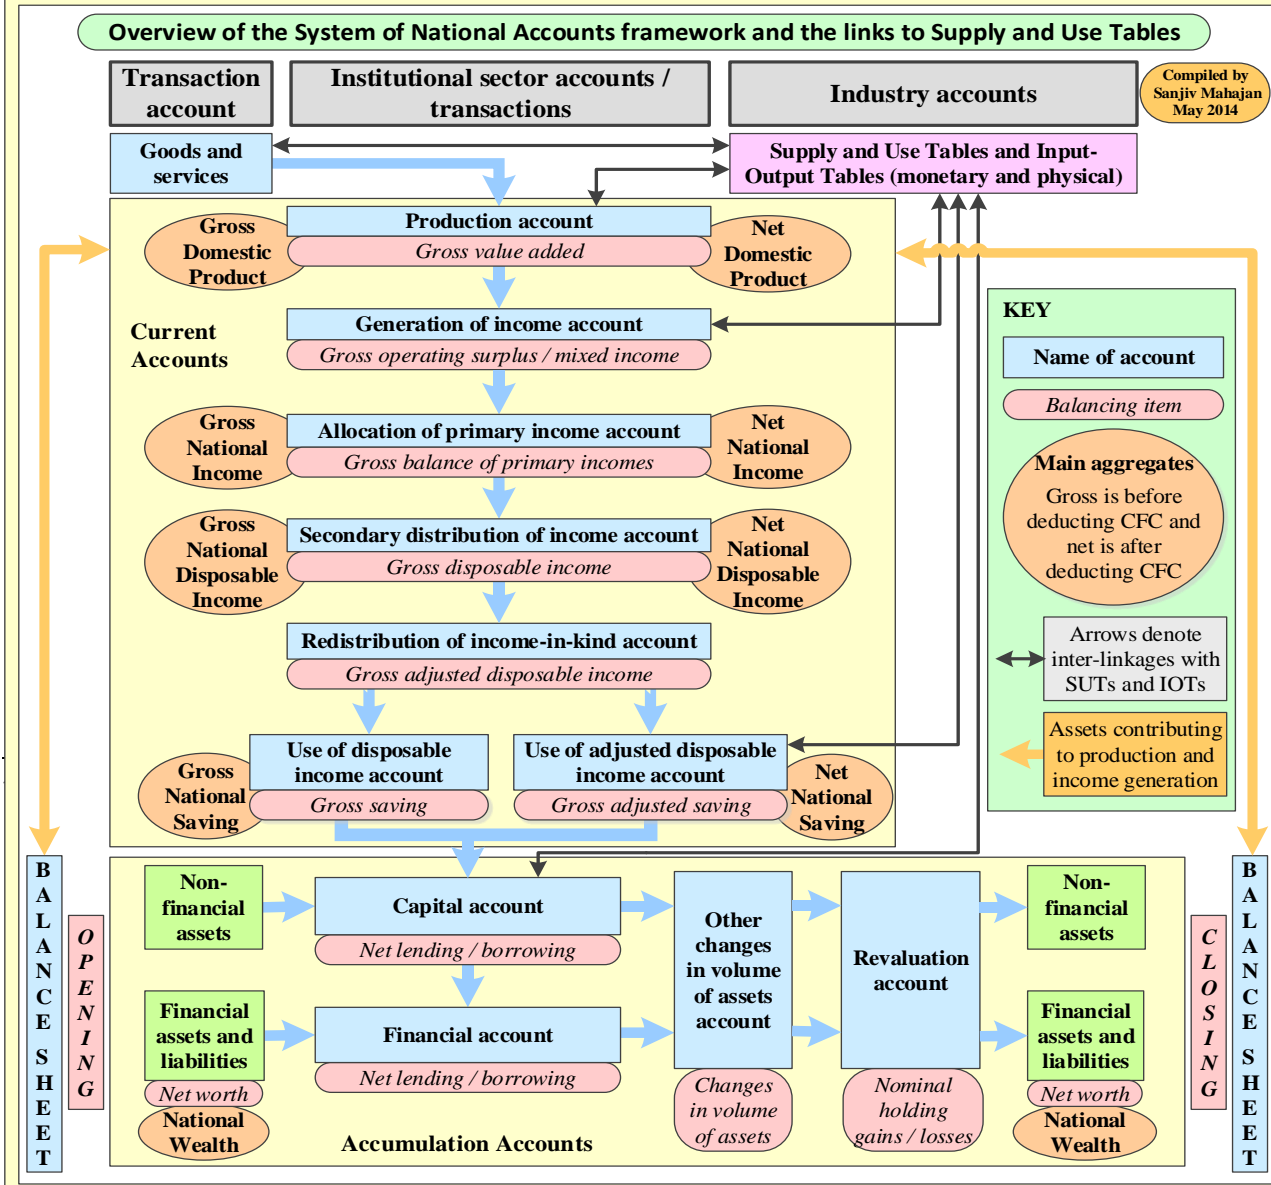 Overview of the System of National Accounts framework and the links to Supply and Use Tables
Transaction
account
Institutional sector accounts /
transactions
Industry accounts
Compiled by
Sanjiv Mahajan
May 2014
Goods and
services
Supply and Use Tables and Input-
Output Tables (monetary and physical)
Production account
Gross value added
Gross
Domestic
Product
Net
Domestic
Product
Current
Accounts
Generation of income account
Gross operating surplus / mixed income
Gross
National
Income
Allocation of primary income account
Gross balance of primary incomes
Net
National
Income
Gross
National
Disposable
Income
Secondary distribution of income account
Gross disposable income
Net
National
Disposable
Income
Redistribution of income-in-kind account
Gross adjusted disposable income
Use of disposable
income account
Gross saving
Use of adjusted disposable
income account
Gross adjusted saving
Gross
National
Saving
Net
National
Saving
KEY
Name of account
Balancing item
Main aggregates
Gross is before
deducting CFC and
net is after
deducting CFC
Arrows denote
inter-linkages with
SUTs and IOTs
Assets contributing
to production and
income generation
BALANCE SHEET
OPENING
Non-
financial
assets
Capital account
Net lending / borrowing
Financial
assets and
liabilities
Net worth
National
Wealth
Financial account
Net lending / borrowing
Other
changes
in volume
of assets
account
Changes
in volume
of assets
Revaluation
account
Nominal
holding
gains / losses
Non-
financial
assets
Financial
assets and
liabilities
Net worth
National
Wealth
Accumulation Accounts
CLOSING
BALANCE SHEET